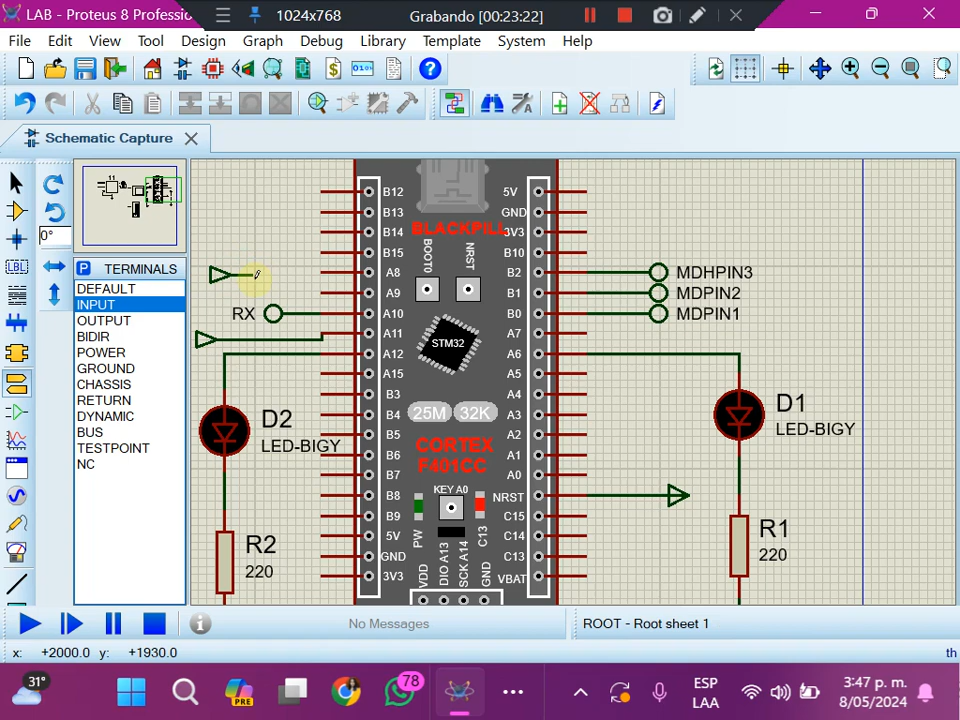 LAB - Proteus 8 Professio
1024x768
Grabando [00:23:22]
File Edit View Tool Design Graph Debug Library Template System Help
Schematic Capture
0°
P TERMINALS
DEFAULT
INPUT
OUTPUT
BIDIR
POWER
GROUND
CHASSIS
RETURN
DYNAMIC
BUS
TESTPOINT
NC
LBL
B12
B13
B14
B15
A8
A9
A10
A11
A12
A15
B3
B4
B5
B6
B7
B8
B9
5V
GND
3V3
RX
D2
LED-BIGY
R2
220
BLACKPILL
BOOT0
NRST
STM32
25M 32K
CORTEX
F401CC
KEY A0
PW
C13
VDD
DIO A13
SCK A14
GND
5V
GND
3V3
B10
B2
B1
B0
A7
A6
A5
A4
A3
A2
A1
A0
NRST
C15
C14
C13
VBAT
MDHPIN3
MDPIN2
MDPIN1
D1
LED-BIGY
R1
220
No Messages
ROOT - Root sheet 1
x: +2000.0 y: +1930.0
th
31°
PRE
78
ESP
LAA
3:47 p. m.
8/05/2024